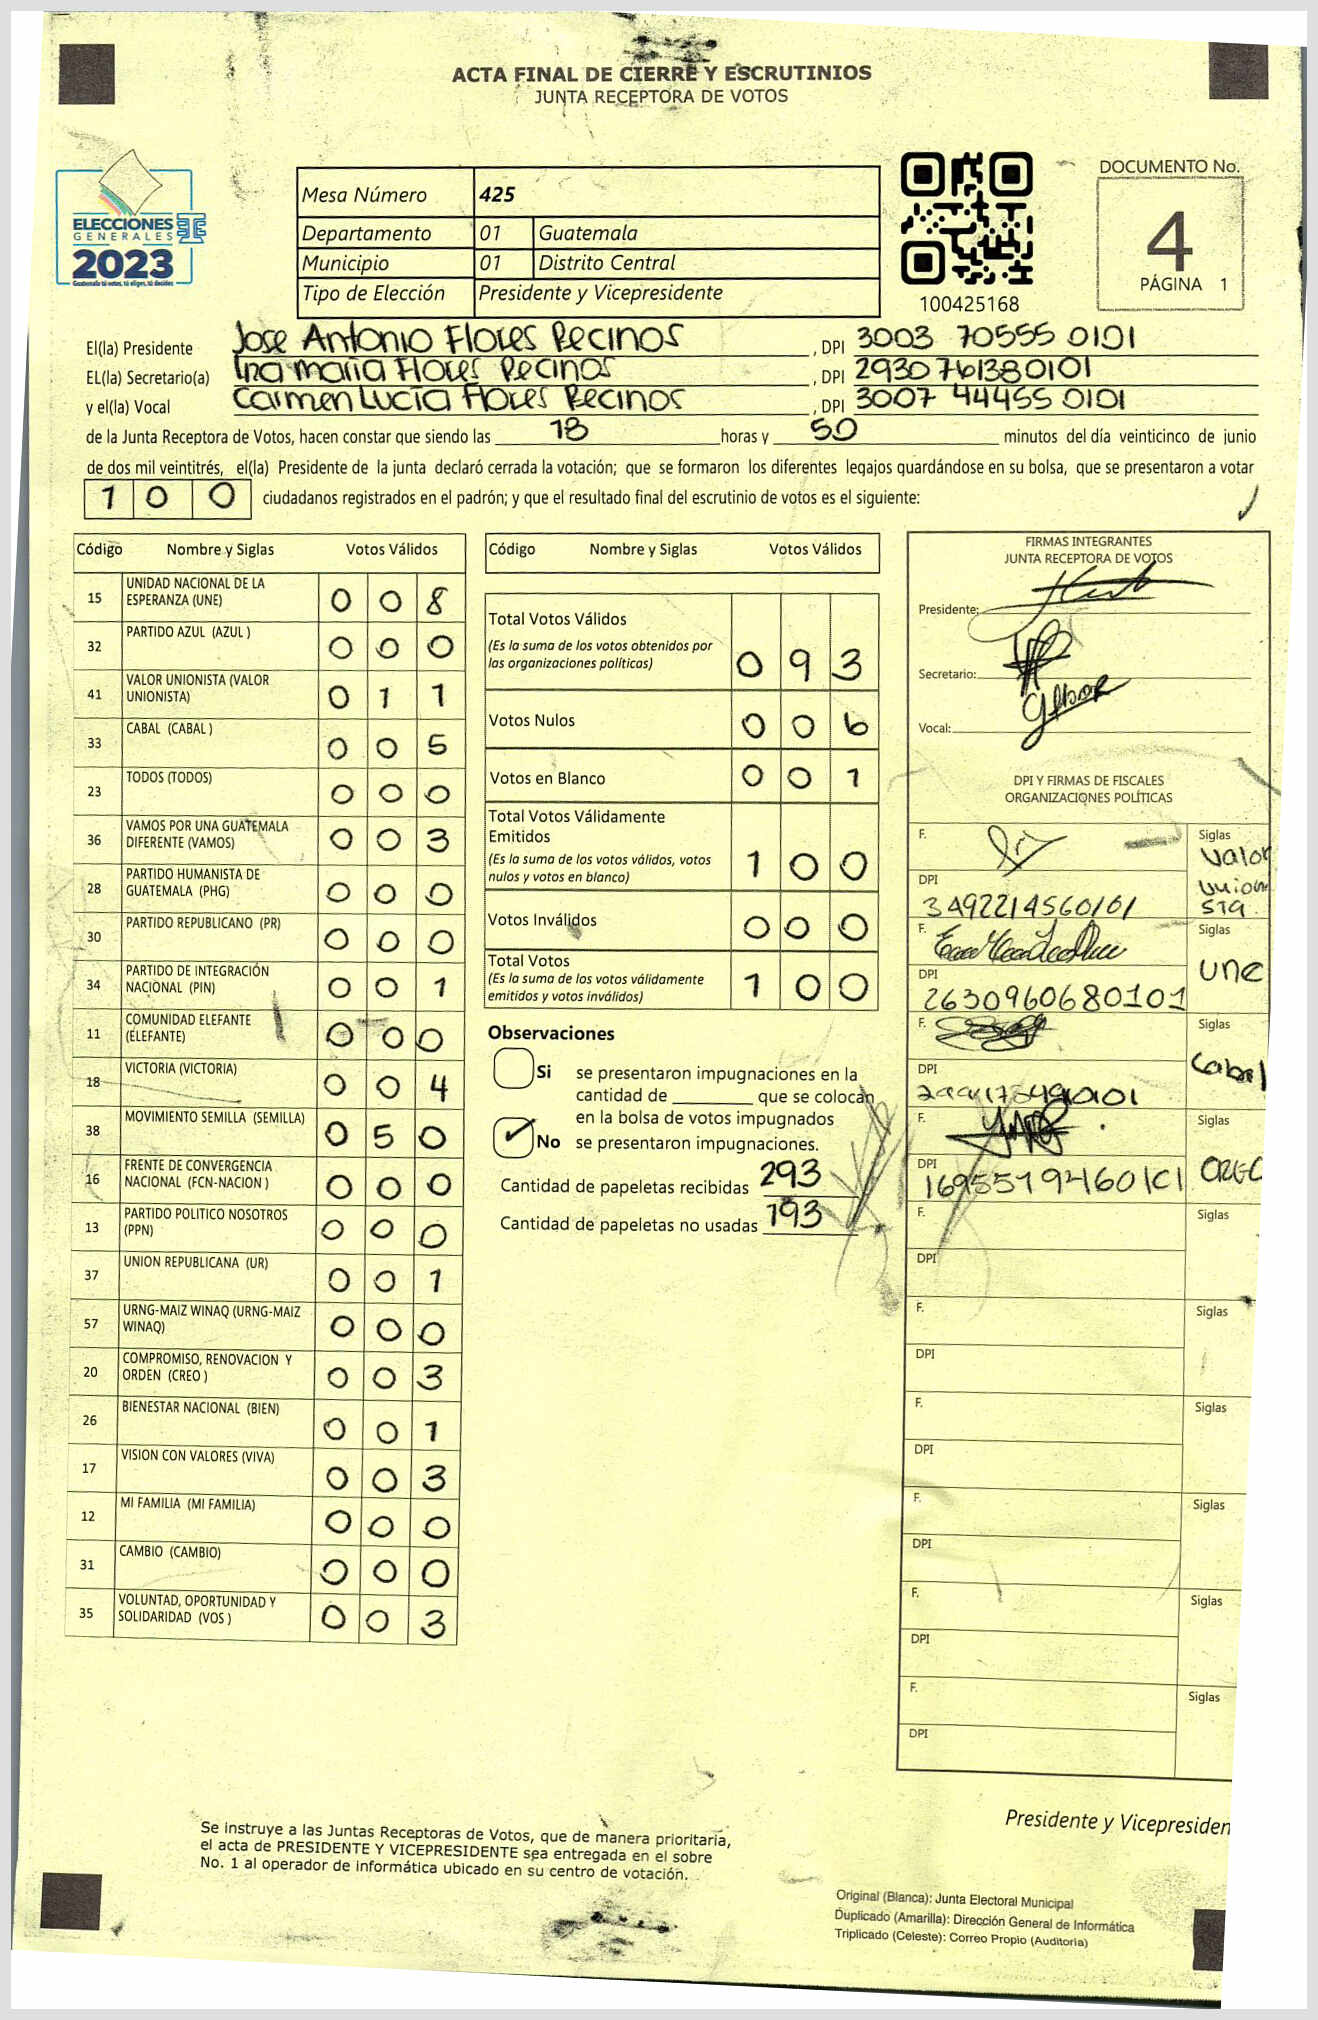 ACTA FINAL DE CIERRE Y ESCRUTINIOS
JUNTA RECEPTORA DE VOTOS
ELECCIONES
GENERALES
2023
Guatemala tú votas, tú eliges, tú decides
Mesa Número 425
Departamento 01 Guatemala
Municipio 01 Distrito Central
Tipo de Elección Presidente y Vicepresidente
100425168
DOCUMENTO No.
4
PÁGINA 1
El(la) Presidente Jose Antonio Flores Recinos, DPI 3003 70555 0101
EL(la) Secretario(a) Ana María Flores Recinos, DPI 2930761380101
y el(la) Vocal Carmen Lucía Flores Recinos, DPI 3007 44455 0101
de la Junta Receptora de Votos, hacen constar que siendo las 18 horas y 50 minutos del día veinticinco de junio
de dos mil veintitrés, el(la) Presidente de la junta declaró cerrada la votación; que se formaron los diferentes legajos guardándose en su bolsa, que se presentaron a votar
1 0 0 ciudadanos registrados en el padrón; y que el resultado final del escrutinio de votos es el siguiente:
Código Nombre y Siglas Votos Válidos
15 UNIDAD NACIONAL DE LA ESPERANZA (UNE) 0 0 8
32 PARTIDO AZUL (AZUL ) 0 0 0
41 VALOR UNIONISTA (VALOR UNIONISTA) 0 1 1
33 CABAL (CABAL ) 0 0 5
23 TODOS (TODOS) 0 0 0
36 VAMOS POR UNA GUATEMALA DIFERENTE (VAMOS) 0 0 3
28 PARTIDO HUMANISTA DE GUATEMALA (PHG) 0 0 0
30 PARTIDO REPUBLICANO (PR) 0 0 0
34 PARTIDO DE INTEGRACIÓN NACIONAL (PIN) 0 0 1
11 COMUNIDAD ELEFANTE (ELEFANTE) 0 0 0
18 VICTORIA (VICTORIA) 0 0 4
38 MOVIMIENTO SEMILLA (SEMILLA) 0 5 0
16 FRENTE DE CONVERGENCIA NACIONAL (FCN-NACION ) 0 0 0
13 PARTIDO POLITICO NOSOTROS (PPN) 0 0 0
37 UNION REPUBLICANA (UR) 0 0 1
57 URNG-MAIZ WINAQ (URNG-MAIZ WINAQ) 0 0 0
20 COMPROMISO, RENOVACION Y ORDEN (CREO ) 0 0 3
26 BIENESTAR NACIONAL (BIEN) 0 0 1
17 VISION CON VALORES (VIVA) 0 0 3
12 MI FAMILIA (MI FAMILIA) 0 0 0
31 CAMBIO (CAMBIO) 0 0 0
35 VOLUNTAD, OPORTUNIDAD Y SOLIDARIDAD (VOS ) 0 0 3
Código Nombre y Siglas Votos Válidos
Total Votos Válidos
(Es la suma de los votos obtenidos por
las organizaciones políticas) 0 9 3
Votos Nulos 0 0 6
Votos en Blanco 0 0 1
Total Votos Válidamente
Emitidos
(Es la suma de los votos válidos, votos
nulos y votos en blanco) 1 0 0
Votos Inválidos 0 0 0
Total Votos
(Es la suma de los votos válidamente
emitidos y votos inválidos) 1 0 0
Observaciones
Si se presentaron impugnaciones en la
cantidad de ________ que se colocan
en la bolsa de votos impugnados
No se presentaron impugnaciones.
Cantidad de papeletas recibidas 293
Cantidad de papeletas no usadas 193
FIRMAS INTEGRANTES
JUNTA RECEPTORA DE VOTOS
Presidente:
Secretario:
Vocal:
DPI Y FIRMAS DE FISCALES
ORGANIZACIONES POLÍTICAS
F. Siglas
Valor
Unionista
DPI
3492214560101
F. Siglas
UNE
DPI
2630960680101
F. Siglas
Cabal
DPI
F. Siglas
DPI
F. Siglas
DPI
F. Siglas
DPI
F. Siglas
DPI
F. Siglas
DPI
F. Siglas
DPI
F. Siglas
DPI
Presidente y Vicepresiden
Se instruye a las Juntas Receptoras de Votos, que de manera prioritaria,
el acta de PRESIDENTE Y VICEPRESIDENTE sea entregada en el sobre
No. 1 al operador de informática ubicado en su centro de votación.
Original (Blanca): Junta Electoral Municipal
Duplicado (Amarilla): Dirección General de Informática
Triplicado (Celeste): Correo Propio (Auditoria)